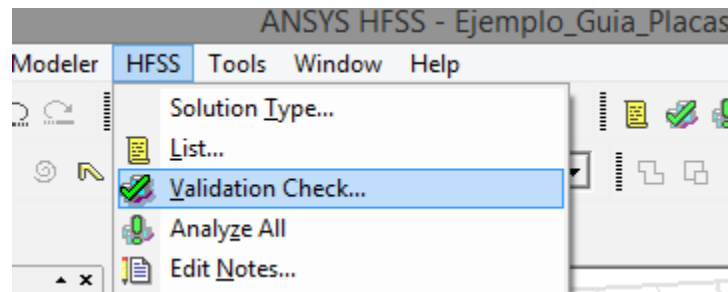 ANSYS HFSS - Ejemplo_Guia_Placas
Modeler HFSS Tools Window Help
Solution Type...
List...
Validation Check...
Analyze All
Edit Notes...